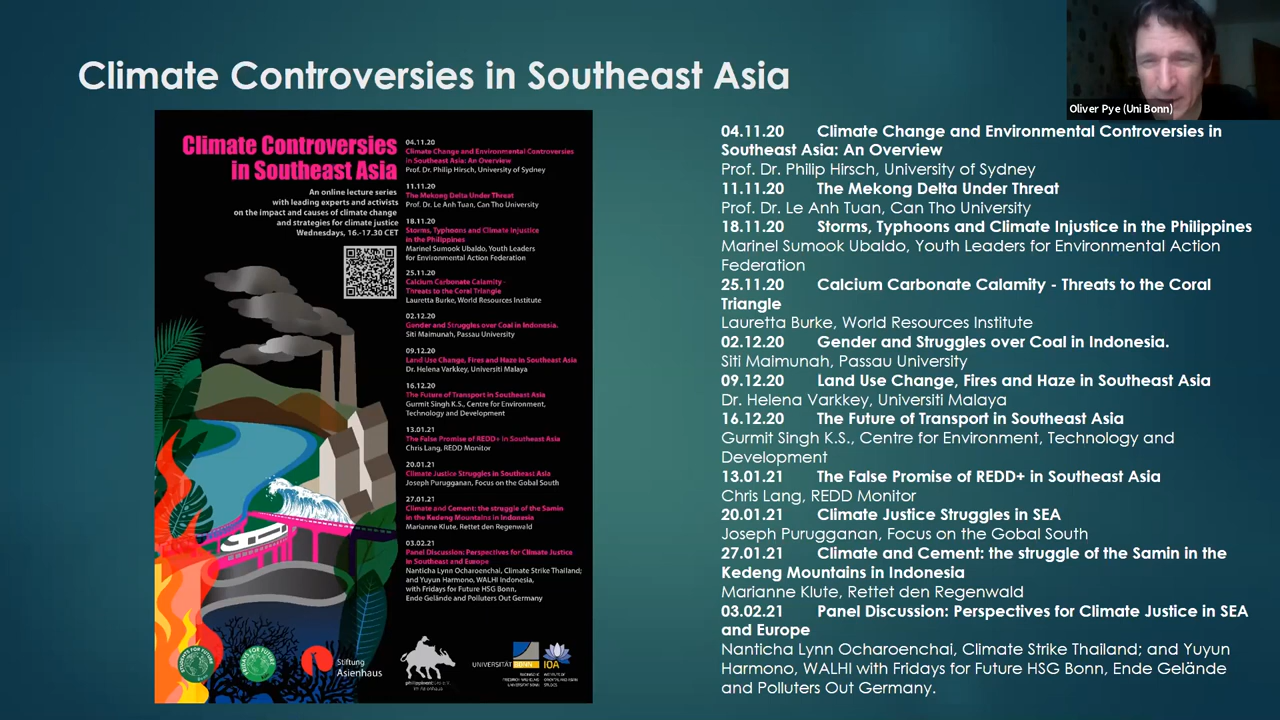 Climate Controversies in Southeast Asia
Oliver Pye (Uni Bonn)
Climate Controversies
in Southeast Asia
An online lecture series
with leading experts and activists
on the impact and causes of climate change
and strategies for climate justice
Wednesdays, 16.-17.30 CET
04.11.20
Climate Change and Environmental Controversies
in Southeast Asia: An Overview
Prof. Dr. Philip Hirsch, University of Sydney
11.11.20
The Mekong Delta Under Threat
Prof. Dr. Le Anh Tuan, Can Tho University
18.11.20
Storms, Typhoons and Climate Injustice
in the Philippines
Marinel Sumook Ubaldo, Youth Leaders
for Environmental Action Federation
25.11.20
Calcium Carbonate Calamity -
Threats to the Coral Triangle
Lauretta Burke, World Resources Institute
02.12.20
Gender and Struggles over Coal in Indonesia.
Siti Maimunah, Passau University
09.12.20
Land Use Change, Fires and Haze in Southeast Asia
Dr. Helena Varkkey, Universiti Malaya
16.12.20
The Future of Transport in Southeast Asia
Gurmit Singh K.S., Centre for Environment,
Technology and Development
13.01.21
The False Promise of REDD+ in Southeast Asia
Chris Lang, REDD Monitor
20.01.21
Climate Justice Struggles in Southeast Asia
Joseph Purugganan, Focus on the Gobal South
27.01.21
Climate and Cement: the struggle of the Samin
in the Kedeng Mountains in Indonesia
Marianne Klute, Rettet den Regenwald
03.02.21
Panel Discussion: Perspectives for Climate Justice
in Southeast and Europe
Nanticha Lynn Ocharoenchai, Climate Strike Thailand;
and Yuyun Harmono, WALHI Indonesia,
with Fridays for Future HSG Bonn,
Ende Gelände and Polluters Out Germany
Stiftung
Asienhaus
UNIVERSITÄT BONN
IOA
04.11.20 Climate Change and Environmental Controversies in
Southeast Asia: An Overview
Prof. Dr. Philip Hirsch, University of Sydney
11.11.20 The Mekong Delta Under Threat
Prof. Dr. Le Anh Tuan, Can Tho University
18.11.20 Storms, Typhoons and Climate Injustice in the Philippines
Marinel Sumook Ubaldo, Youth Leaders for Environmental Action
Federation
25.11.20 Calcium Carbonate Calamity - Threats to the Coral
Triangle
Lauretta Burke, World Resources Institute
02.12.20 Gender and Struggles over Coal in Indonesia.
Siti Maimunah, Passau University
09.12.20 Land Use Change, Fires and Haze in Southeast Asia
Dr. Helena Varkkey, Universiti Malaya
16.12.20 The Future of Transport in Southeast Asia
Gurmit Singh K.S., Centre for Environment, Technology and
Development
13.01.21 The False Promise of REDD+ in Southeast Asia
Chris Lang, REDD Monitor
20.01.21 Climate Justice Struggles in SEA
Joseph Purugganan, Focus on the Gobal South
27.01.21 Climate and Cement: the struggle of the Samin in the
Kedeng Mountains in Indonesia
Marianne Klute, Rettet den Regenwald
03.02.21 Panel Discussion: Perspectives for Climate Justice in SEA
and Europe
Nanticha Lynn Ocharoenchai, Climate Strike Thailand; and Yuyun
Harmono, WALHI with Fridays for Future HSG Bonn, Ende Gelände
and Polluters Out Germany.